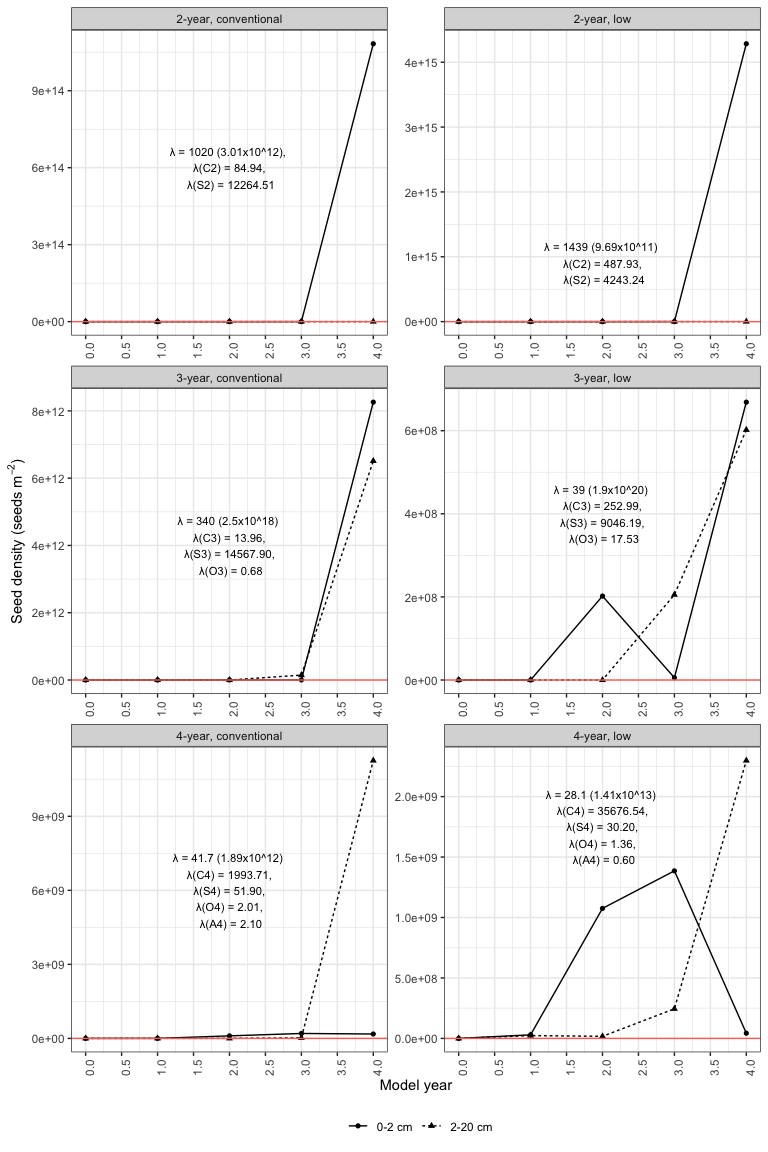 2-year, conventional
2-year, low
9e+14
6e+14
3e+14
0e+00
λ = 1020 (3.01x10^12),
λ(C2) = 84.94,
λ(S2) = 12264.51
0.0 0.5 1.0 1.5 2.0 2.5 3.0 3.5 4.0
4e+15
3e+15
2e+15
1e+15
0e+00
λ = 1439 (9.69x10^11)
λ(C2) = 487.93,
λ(S2) = 4243.24
0.0 0.5 1.0 1.5 2.0 2.5 3.0 3.5 4.0
3-year, conventional
3-year, low
Seed density (seeds m⁻²)
8e+12
6e+12
4e+12
2e+12
0e+00
λ = 340 (2.5x10^18)
λ(C3) = 13.96,
λ(S3) = 14567.90,
λ(O3) = 0.68
0.0 0.5 1.0 1.5 2.0 2.5 3.0 3.5 4.0
6e+08
4e+08
2e+08
0e+00
λ = 39 (1.9x10^20)
λ(C3) = 252.99,
λ(S3) = 9046.19,
λ(O3) = 17.53
0.0 0.5 1.0 1.5 2.0 2.5 3.0 3.5 4.0
4-year, conventional
4-year, low
9e+09
6e+09
3e+09
0e+00
λ = 41.7 (1.89x10^12)
λ(C4) = 1993.71,
λ(S4) = 51.90,
λ(O4) = 2.01,
λ(A4) = 2.10
0.0 0.5 1.0 1.5 2.0 2.5 3.0 3.5 4.0
2.0e+09
1.5e+09
1.0e+09
5.0e+08
0.0e+00
λ = 28.1 (1.41x10^13)
λ(C4) = 35676.54,
λ(S4) = 30.20,
λ(O4) = 1.36,
λ(A4) = 0.60
0.0 0.5 1.0 1.5 2.0 2.5 3.0 3.5 4.0
Model year
0-2 cm 2-20 cm